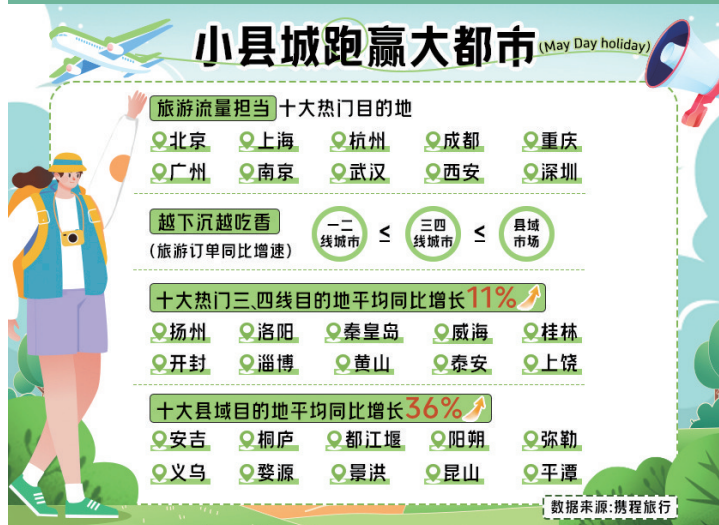 小县城跑赢大都市(May Day holiday)
旅游流量担当 十大热门目的地
北京 上海 杭州 成都 重庆
广州 南京 武汉 西安 深圳
越下沉越吃香
(旅游订单同比增速)
一二线城市 ≤ 三四线城市 ≤ 县域市场
十大热门三、四线目的地平均同比增长11%
扬州 洛阳 秦皇岛 威海 桂林
开封 淄博 黄山 泰安 上饶
十大县域目的地平均同比增长36%
安吉 桐庐 都江堰 阳朔 弥勒
义乌 婺源 景洪 昆山 平潭
数据来源:携程旅行